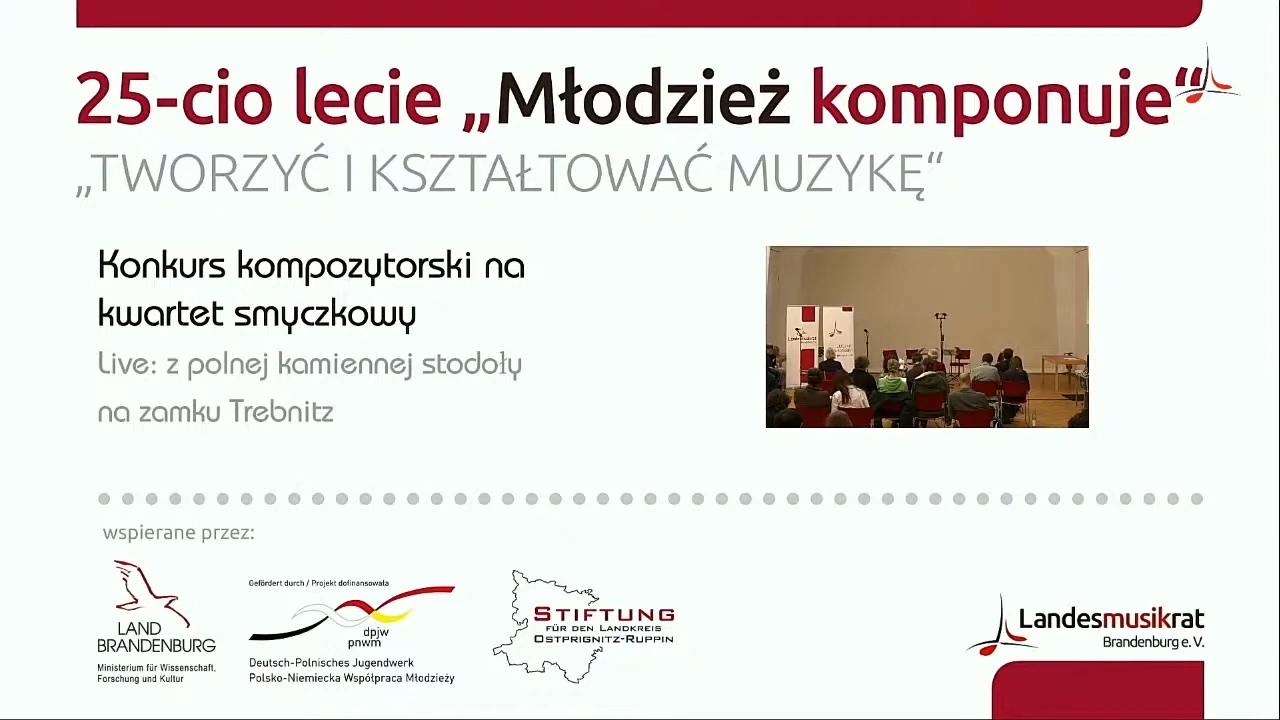 25-cio lecie „Młodzież komponuje“
„TWORZYĆ I KSZTAŁTOWAĆ MUZYKĘ“
Konkurs kompozytorski na
kwartet smyczkowy
Live: z polnej kamiennej stodoły
na zamku Trebnitz
Landesmusikrat
wspierane przez:
LAND
BRANDENBURG
Ministerium für Wissenschaft,
Forschung und Kultur
Gefördert durch / Projekt dofinansowała
dpjw
pnwm
Deutsch-Polnisches Jugendwerk
Polsko-Niemiecka Współpraca Młodzieży
STIFTUNG
FÜR DEN LANDKREIS
OSTPRIGNITZ-RUPPIN
Landesmusikrat
Brandenburg e. V.